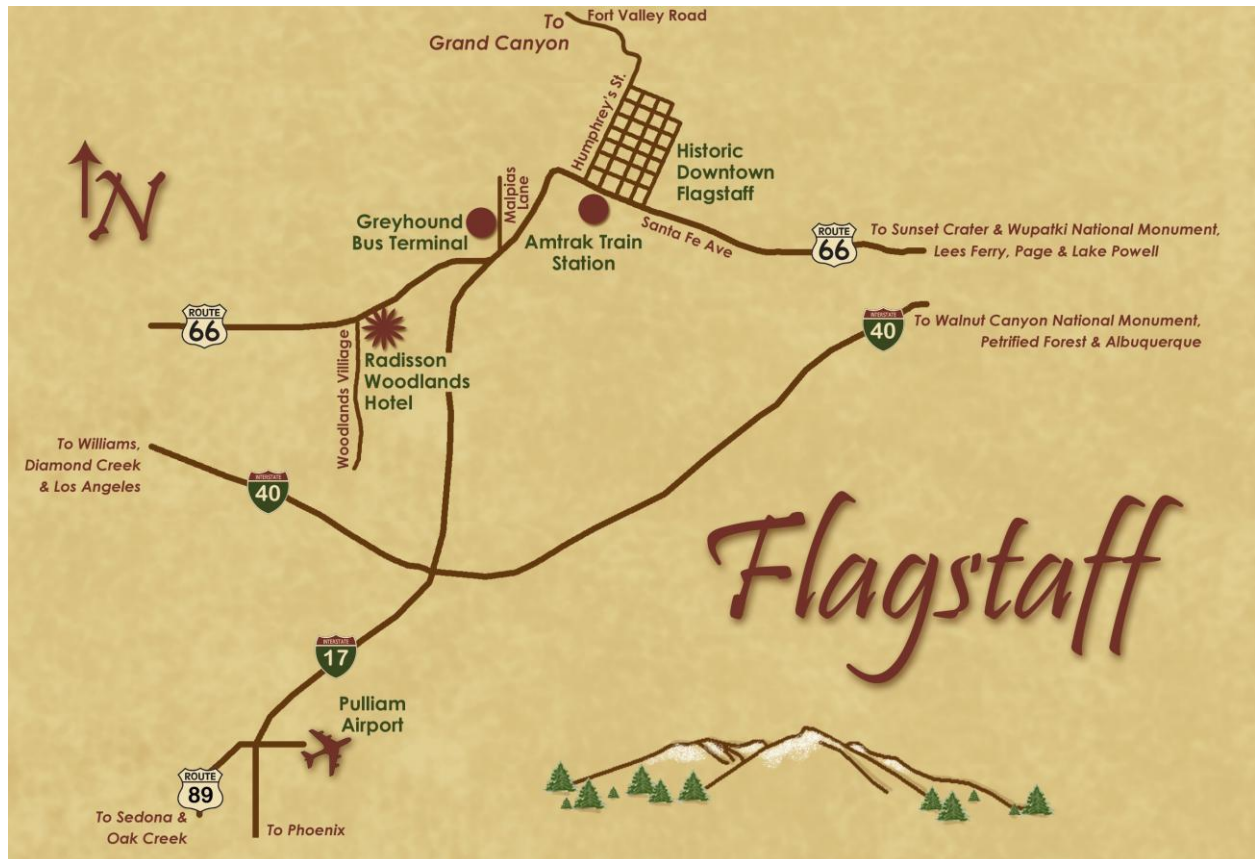 Fort Valley Road
To
Grand Canyon
Humphrey's St.
Historic
Downtown
Flagstaff
N
Malpias
Lane
Greyhound
Bus Terminal
Amtrak Train
Station
Santa Fe Ave
ROUTE
66
To Sunset Crater & Wupatki National Monument,
Lees Ferry, Page & Lake Powell
ROUTE
66
Radisson
Woodlands
Hotel
Woodlands Villiage
INTERSTATE
40
To Walnut Canyon National Monument,
Petrified Forest & Albuquerque
To Williams,
Diamond Creek
& Los Angeles
INTERSTATE
40
Flagstaff
INTERSTATE
17
Pulliam
Airport
ROUTE
89
To Sedona &
Oak Creek
To Phoenix